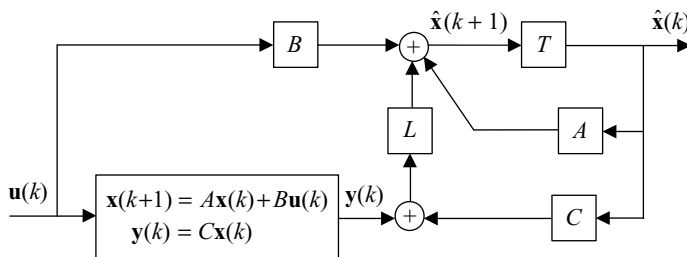 B
+
x̂(k+1)
T
x̂(k)
L
A
u(k)
x(k+1) = Ax(k)+Bu(k)
y(k) = Cx(k)
y(k)
+
C